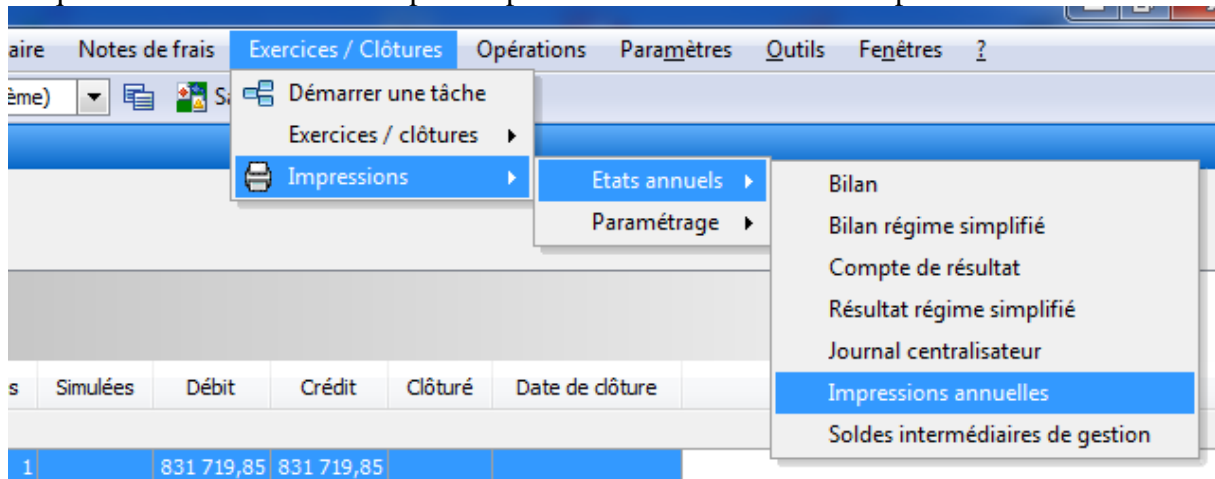 aire Notes de frais Exercices / Clôtures Opérations Paramètres Outils Fenêtres ?
ème) Démarrer une tâche
Exercices / clôtures
Impressions Etats annuels Bilan
Paramétrage Bilan régime simplifié
Compte de résultat
Résultat régime simplifié
Journal centralisateur
s Simulées Débit Crédit Clôturé Date de clôture Impressions annuelles
Soldes intermédiaires de gestion
1 831 719,85 831 719,85